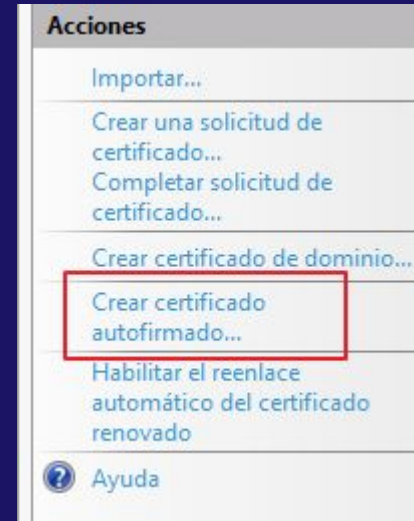 Acciones
Importar...
Crear una solicitud de
certificado...
Completar solicitud de
certificado...
Crear certificado de dominio...
Crear certificado
autofirmado...
Habilitar el reenlace
automático del certificado
renovado
? Ayuda